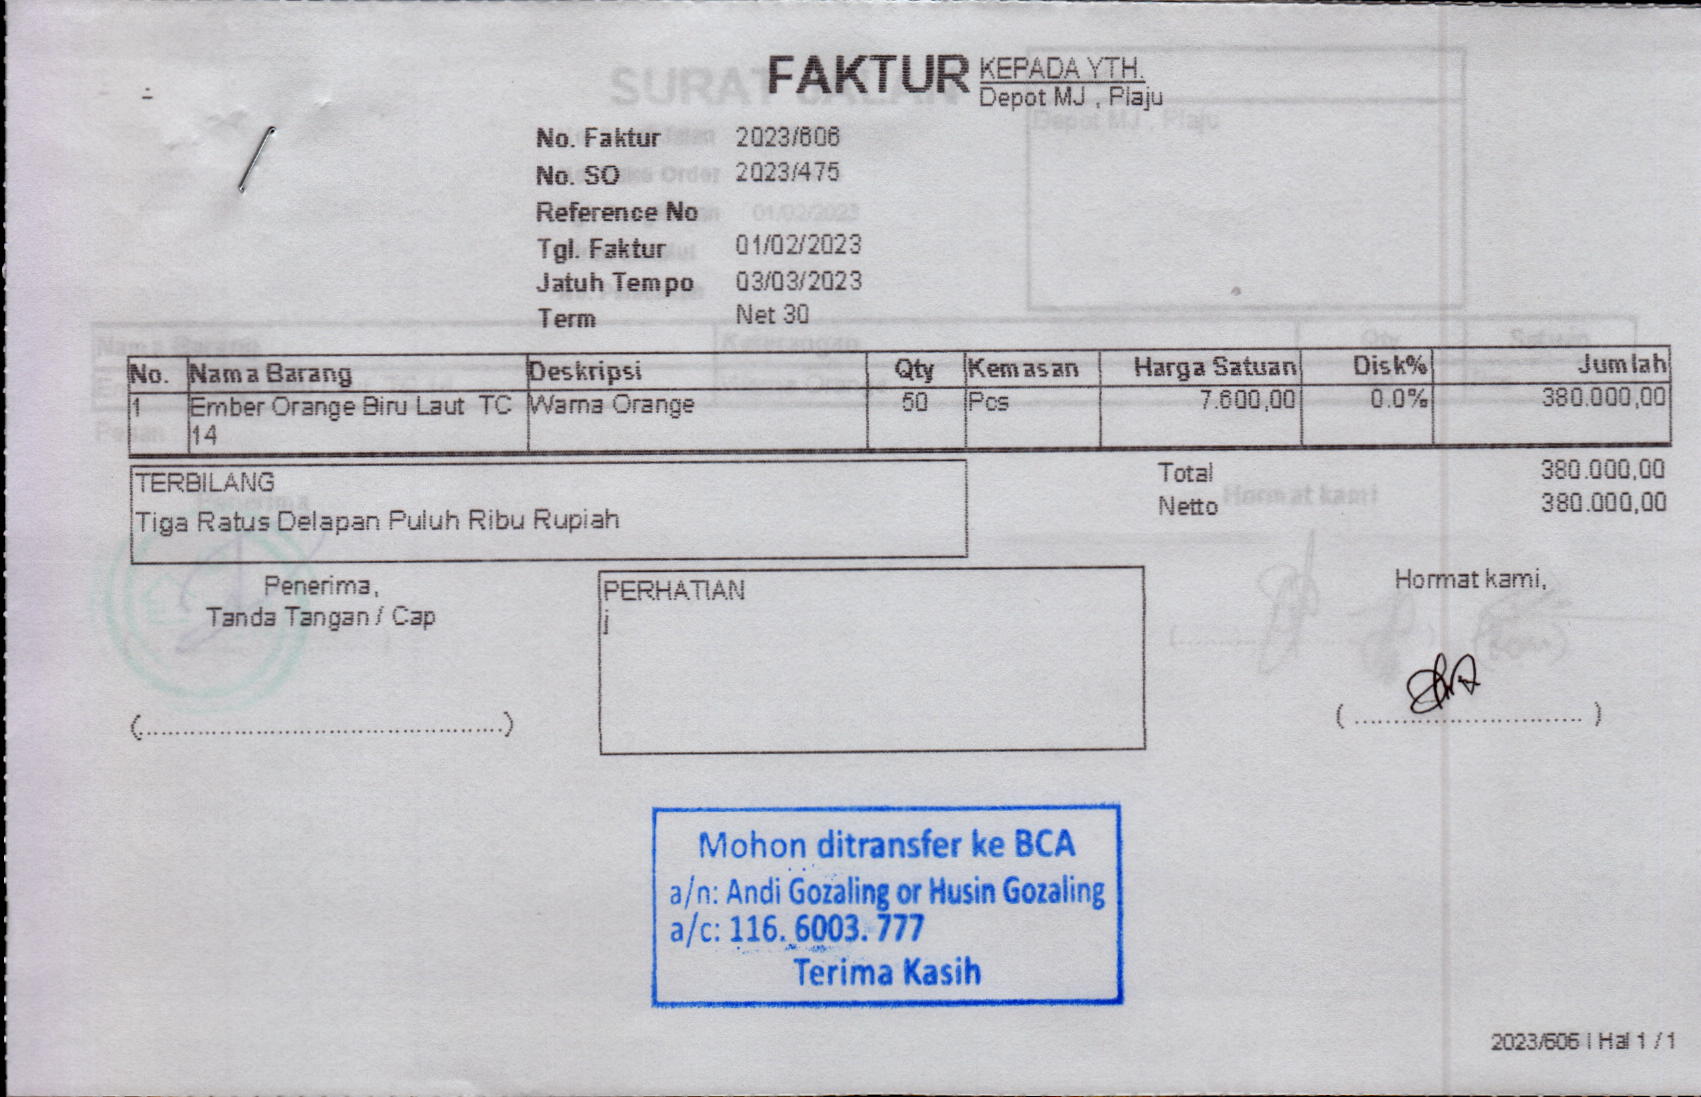 FAKTUR
KEPADA YTH.
Depot MJ , Plaju
No. Faktur 2023/606
No. SO 2023/475
Reference No
Tgl. Faktur 01/02/2023
Jatuh Tempo 03/03/2023
Term Net 30
No. Nama Barang Deskripsi Qty Kemasan Harga Satuan Disk% Jumlah
1 Ember Orange Biru Laut TC 14 Warna Orange 50 Pcs 7.600,00 0.0% 380.000,00
TERBILANG
Tiga Ratus Delapan Puluh Ribu Rupiah
Total 380.000,00
Netto 380.000,00
Penerima,
Tanda Tangan / Cap
PERHATIAN
j
Hormat kami,
Mohon ditransfer ke BCA
a/n: Andi Gozaling or Husin Gozaling
a/c: 116. 6003. 777
Terima Kasih
2023/606 | Hal 1 / 1